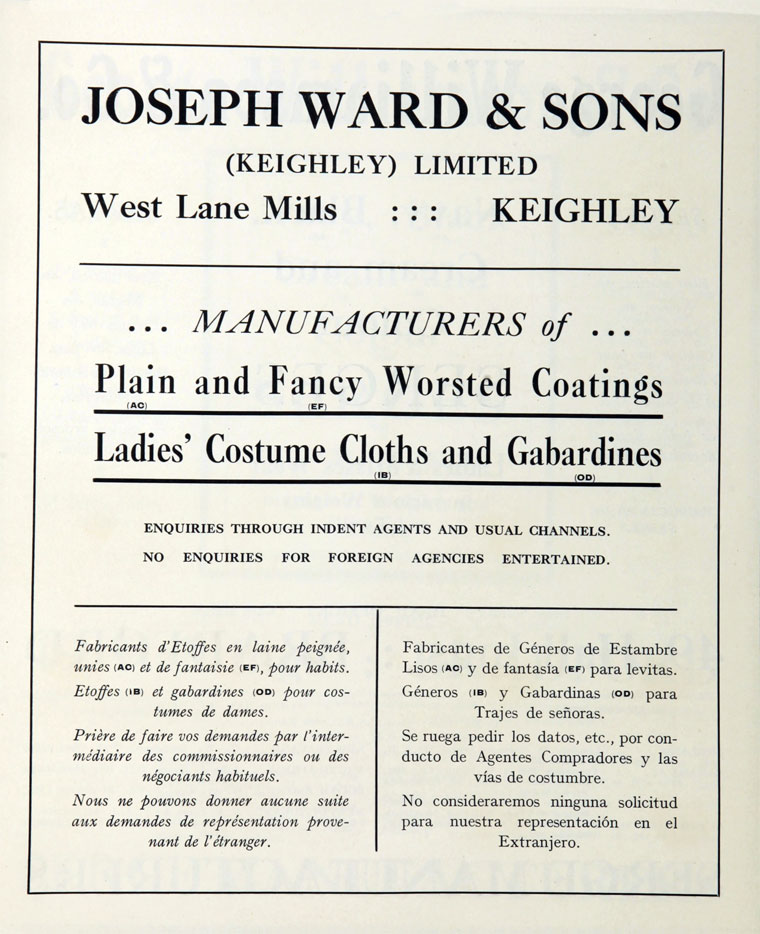 JOSEPH WARD & SONS
(KEIGHLEY) LIMITED
West Lane Mills : : : KEIGHLEY
... MANUFACTURERS of ...
Plain and Fancy Worsted Coatings
(AC) (EF)
Ladies' Costume Cloths and Gabardines
(IB) (OD)
ENQUIRIES THROUGH INDENT AGENTS AND USUAL CHANNELS.
NO ENQUIRIES FOR FOREIGN AGENCIES ENTERTAINED.
Fabricants d'Etoffes en laine peignée,
unies (AC) et de fantaisie (EF), pour habits.
Etoffes (IB) et gabardines (OD) pour cos-
tumes de dames.
Prière de faire vos demandes par l'inter-
médiaire des commissionnaires ou des
négociants habituels.
Nous ne pouvons donner aucune suite
aux demandes de représentation prove-
nant de l'étranger.
Fabricantes de Géneros de Estambre
Lisos (AC) y de fantasía (EF) para levitas.
Géneros (IB) y Gabardinas (OD) para
Trajes de señoras.
Se ruega pedir los datos, etc., por con-
ducto de Agentes Compradores y las
vías de costumbre.
No consideraremos ninguna solicitud
para nuestra representación en el
Extranjero.